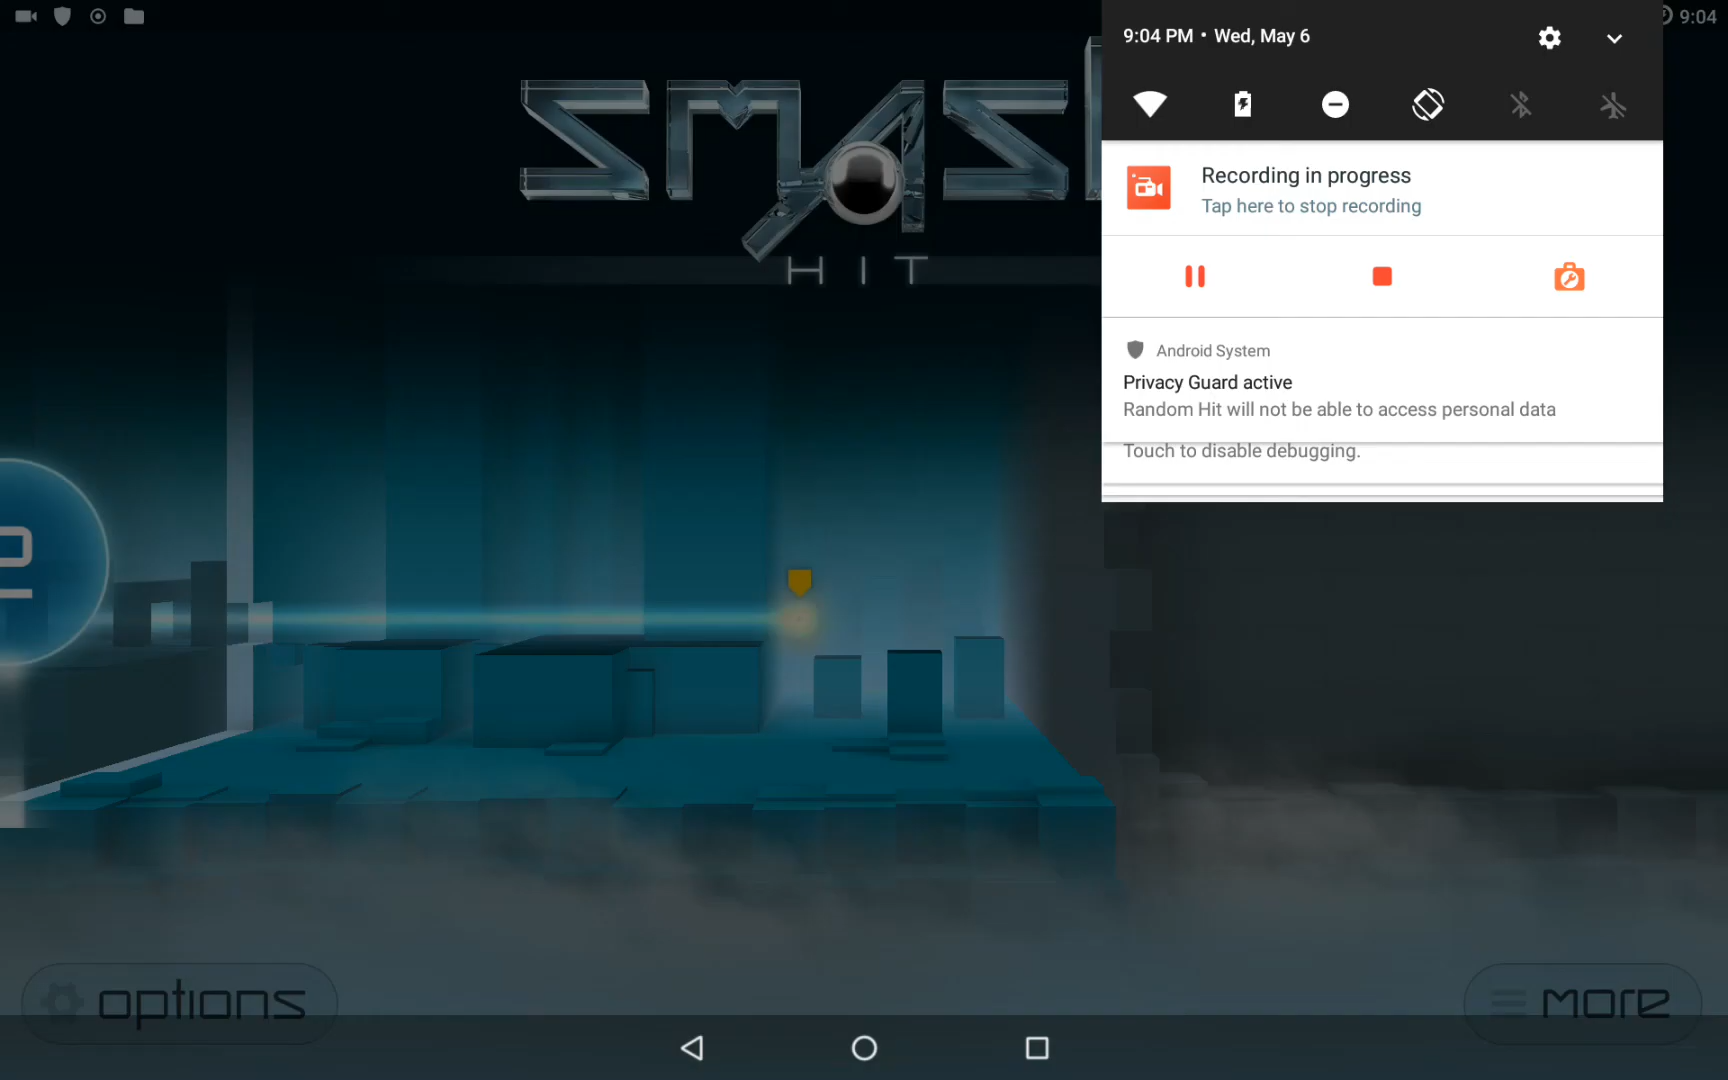 9:04
9:04 PM • Wed, May 6
SMAS
HIT
Recording in progress
Tap here to stop recording
Android System
Privacy Guard active
Random Hit will not be able to access personal data
Touch to disable debugging.
options
more